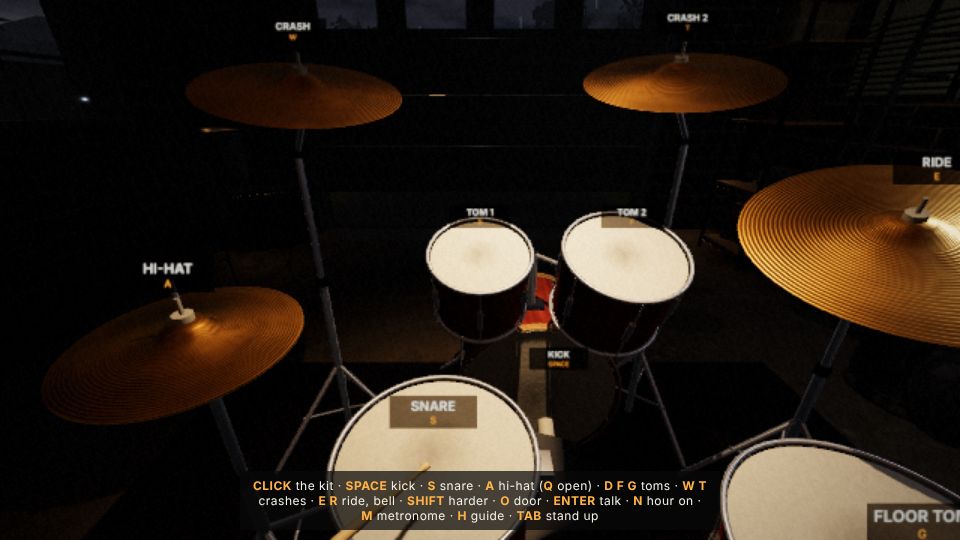 CRASH
W
CRASH 2
T
RIDE
E
TOM 1
TOM 2
HI-HAT
A
KICK
SPACE
SNARE
S
FLOOR TO
G
CLICK the kit · SPACE kick · S snare · A hi-hat (Q open) · D F G toms · W T
crashes · E R ride, bell · SHIFT harder · O door · ENTER talk · N hour on ·
M metronome · H guide · TAB stand up